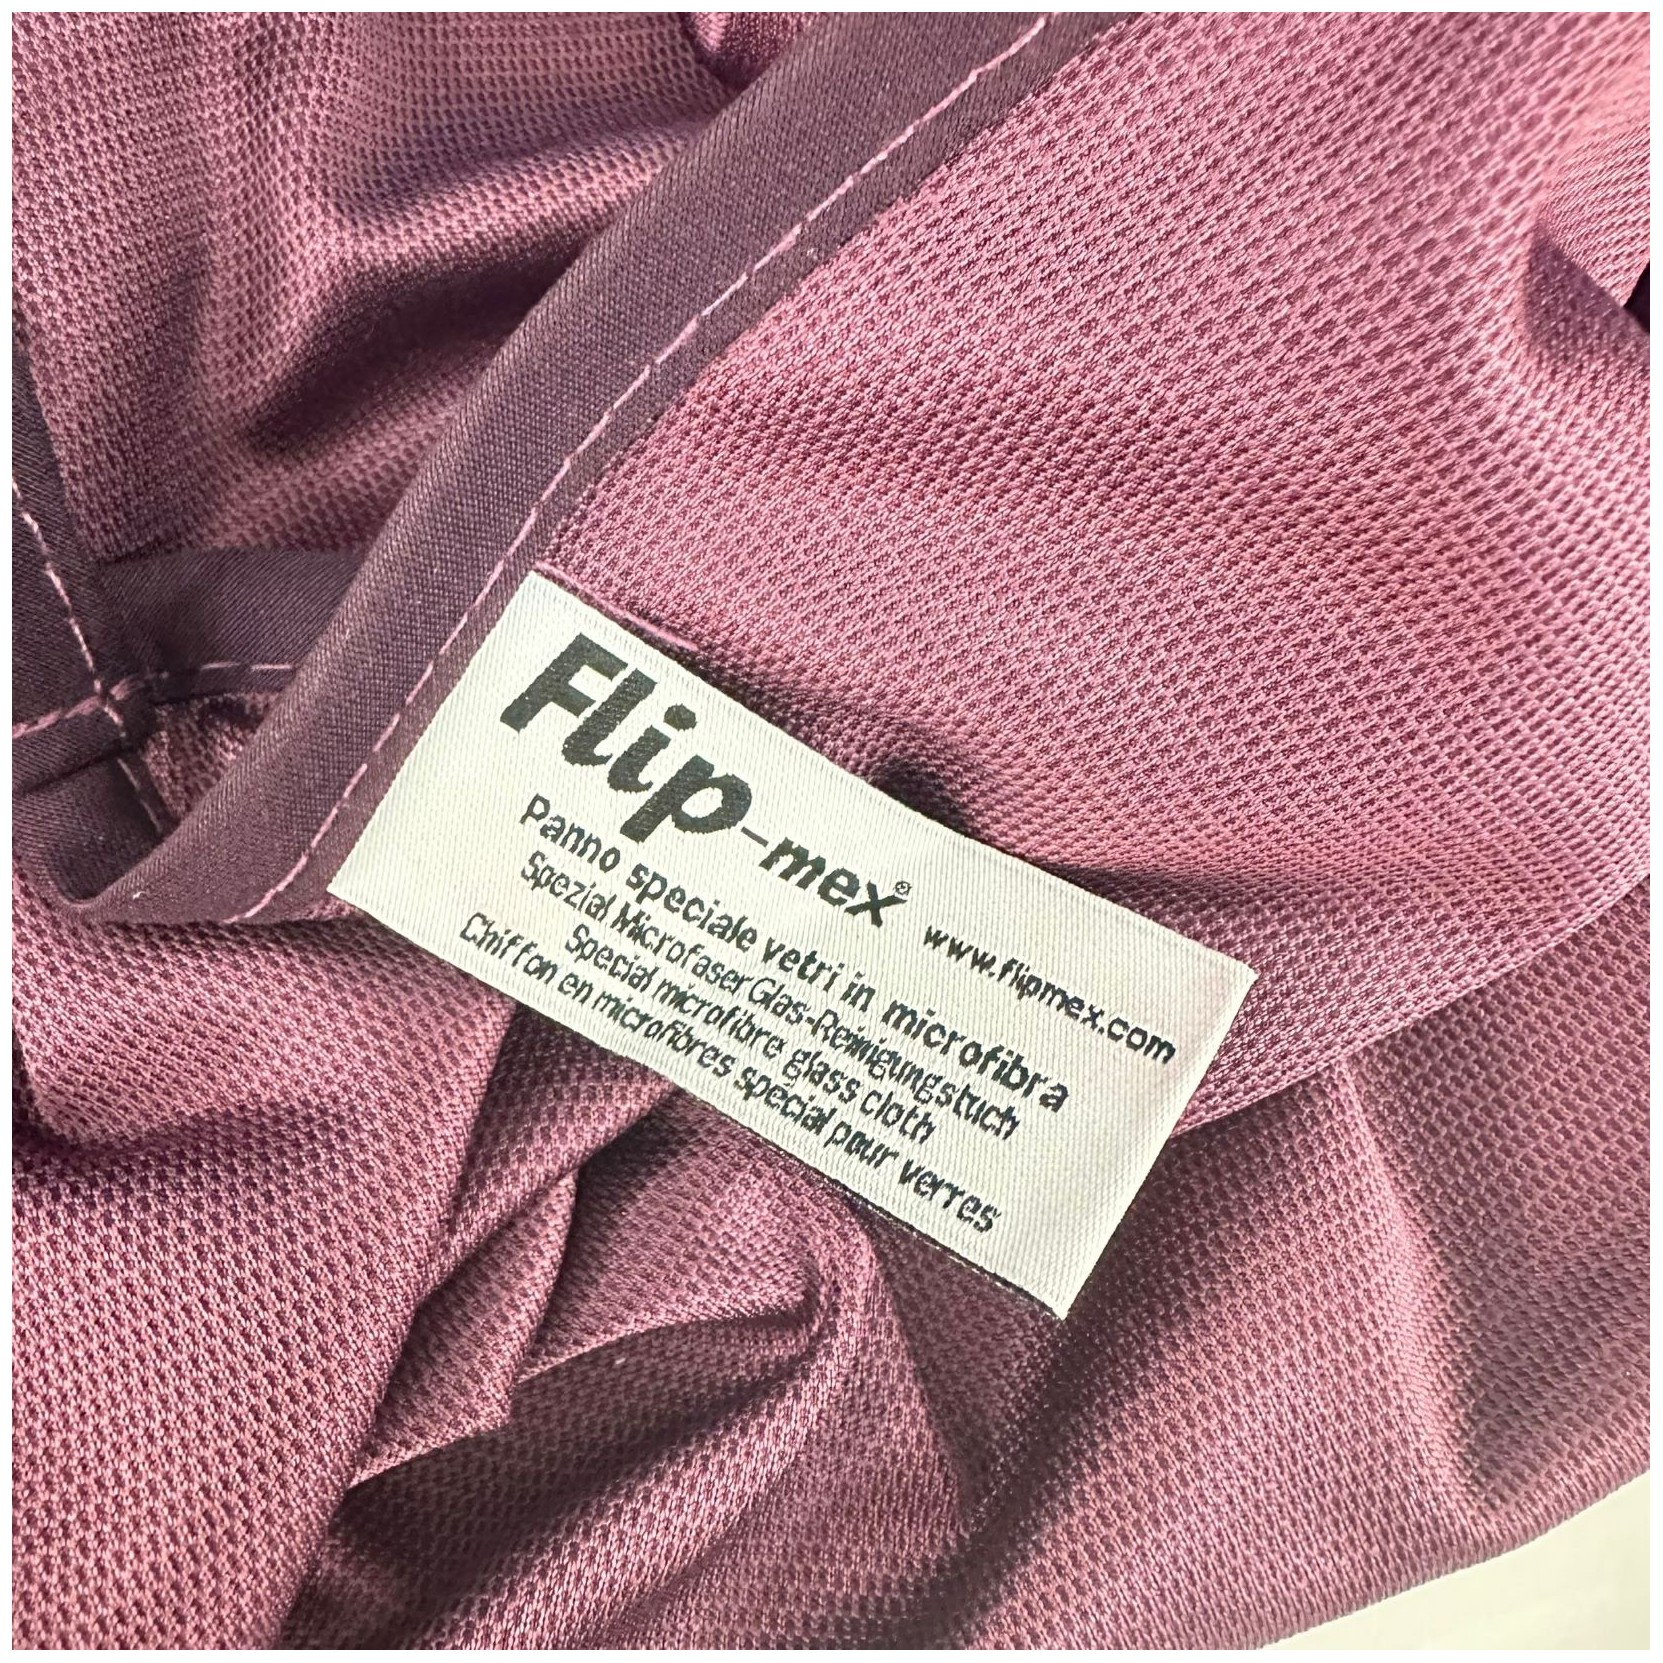 Flip-mex® www.flipmex.com
Panno speciale vetri in microfibra
Spezial Microfaser Glas-Reinigungstuch
Special microfibre glass cloth
Chiffon en microfibres spécial pour verres